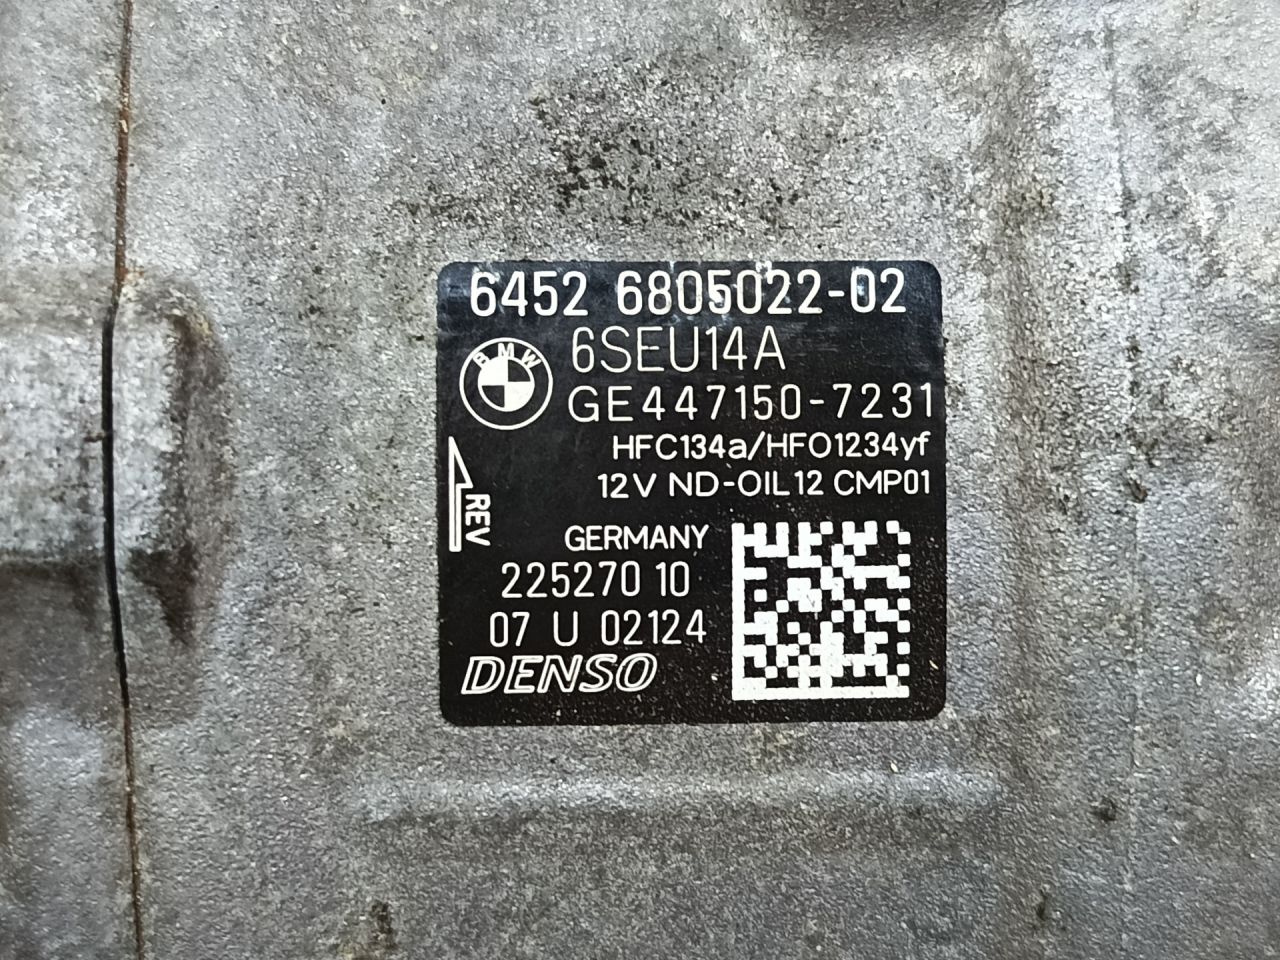 6452 6805022-02
BMW
6SEU14A
GE447150-7231
HFC134a/HFO1234yf
12V ND-OIL12 CMP01
REV
GERMANY
225270 10
07 U 02124
DENSO